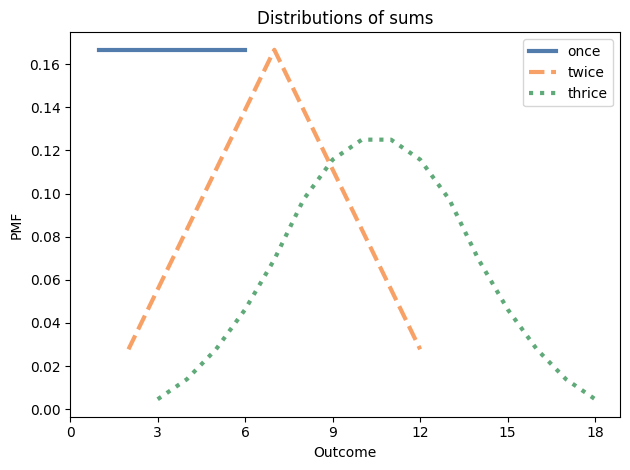 Distributions of sums
once
twice
thrice
PMF
0.16
0.14
0.12
0.10
0.08
0.06
0.04
0.02
0.00
0 3 6 9 12 15 18
Outcome